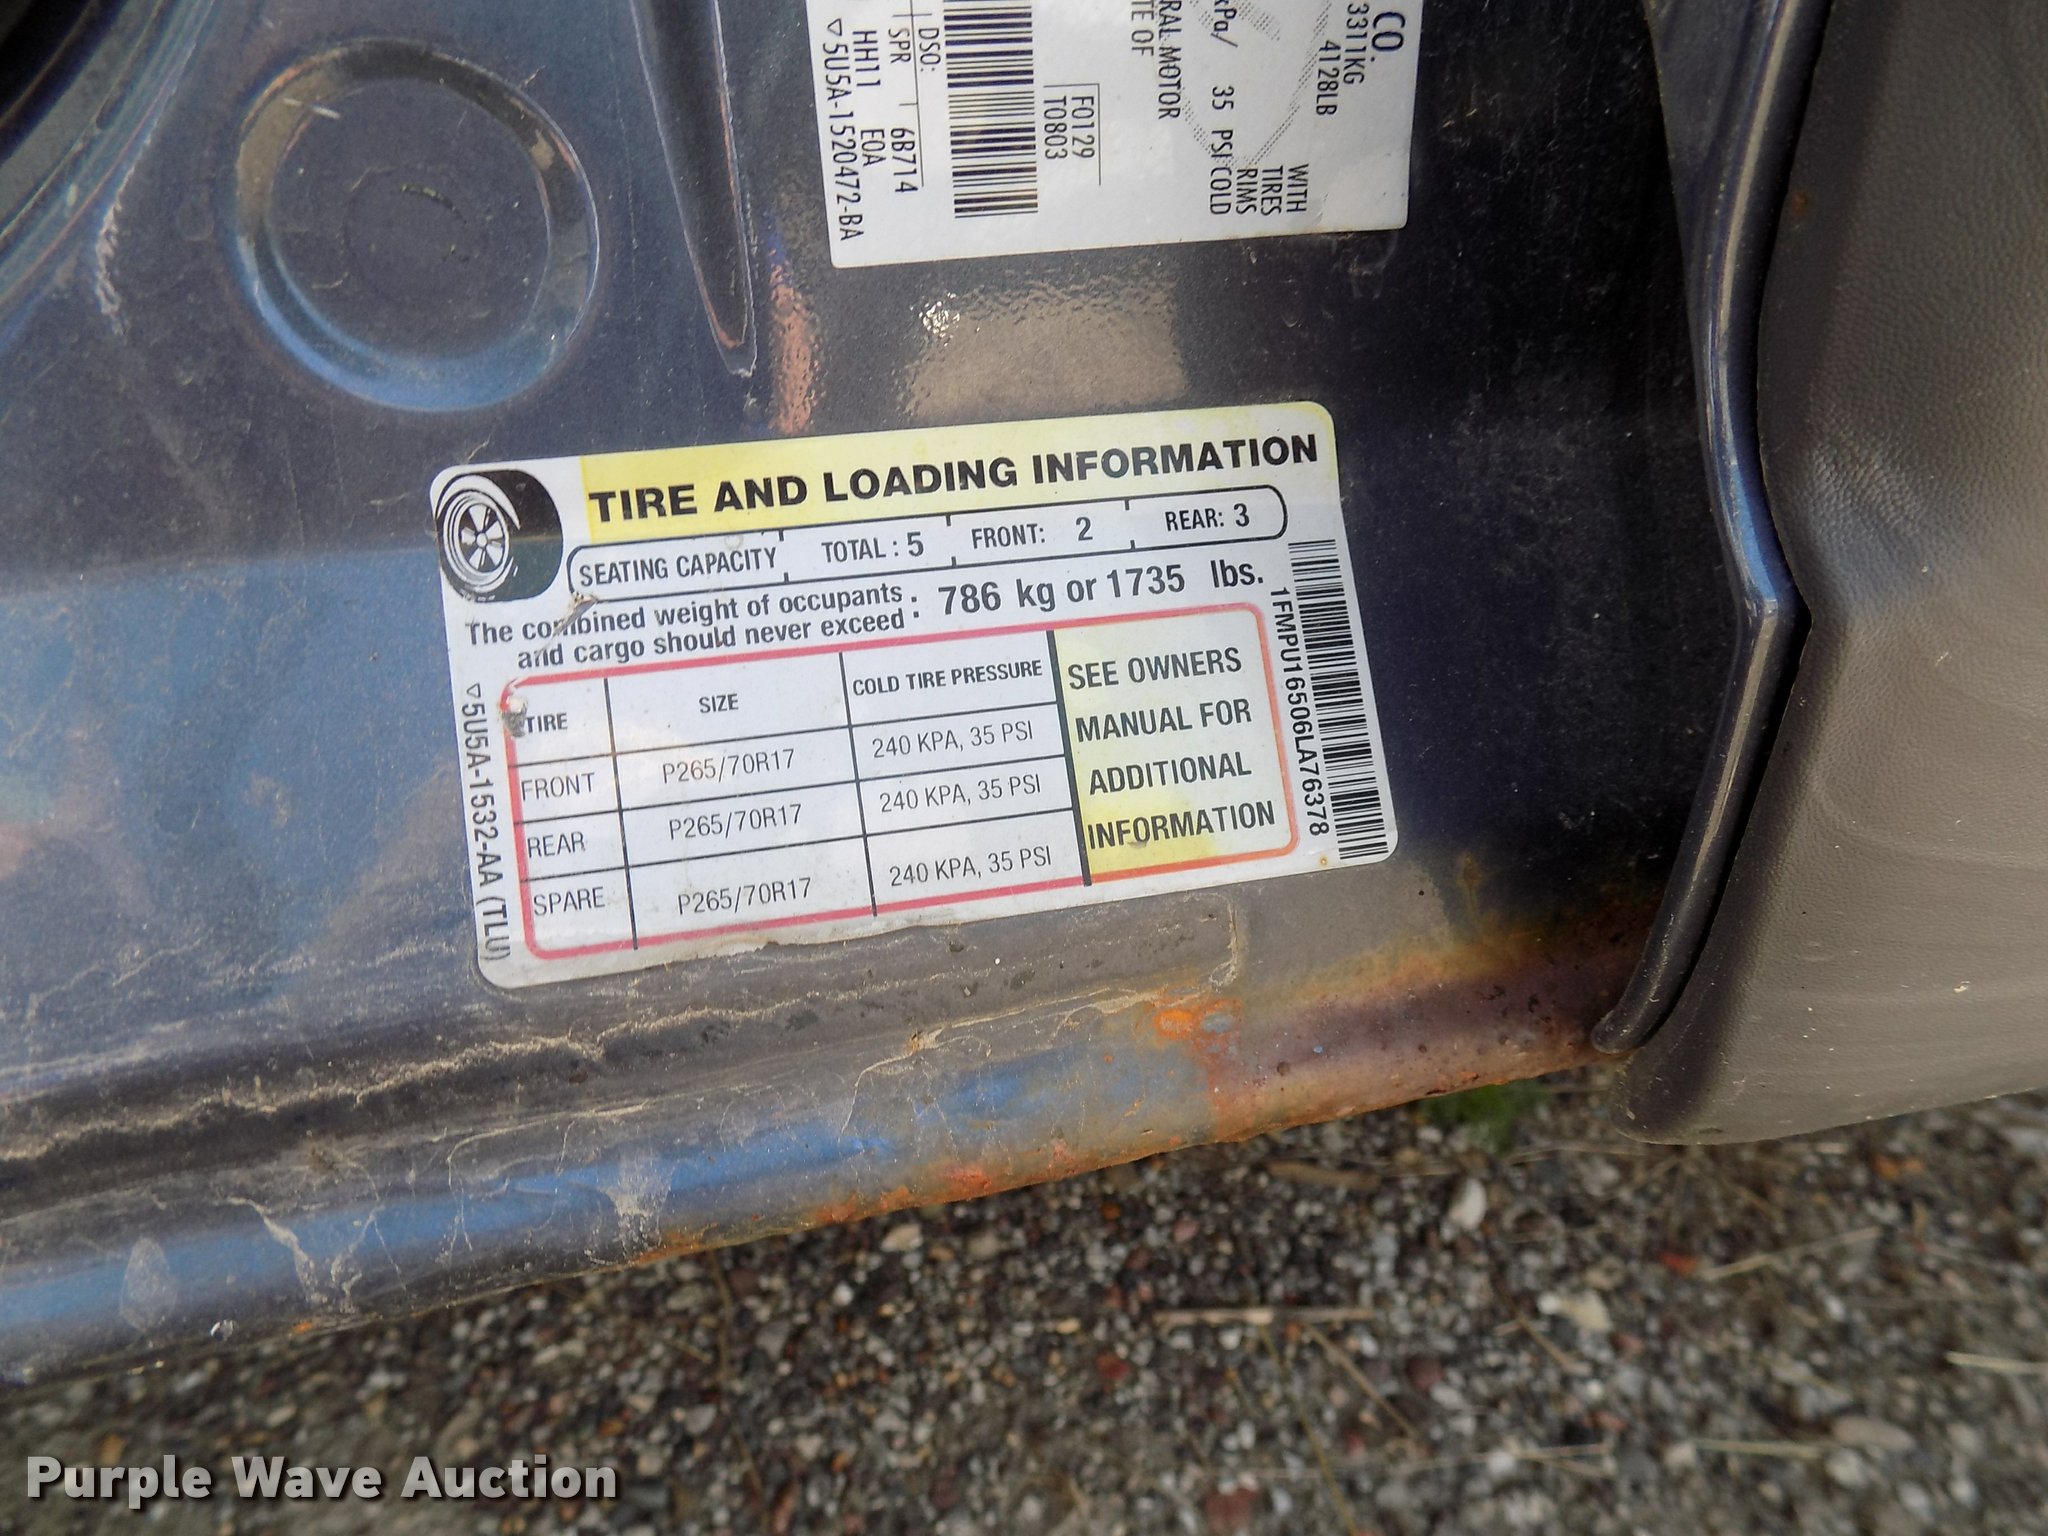 CO.
3311KG
4128LB
WITH
TIRES
RIMS
kPa/ 35 PSI COLD
RAL MOTOR
TE OF
F0129
T0803
DSO:
SPR 6B714
HH11 E0A
▽5U5A-1520472-BA
TIRE AND LOADING INFORMATION
SEATING CAPACITY TOTAL : 5 FRONT: 2 REAR: 3
The combined weight of occupants
and cargo should never exceed : 786 kg or 1735 lbs.
TIRE SIZE COLD TIRE PRESSURE
FRONT P265/70R17 240 KPA, 35 PSI
REAR P265/70R17 240 KPA, 35 PSI
SPARE P265/70R17 240 KPA, 35 PSI
SEE OWNERS
MANUAL FOR
ADDITIONAL
INFORMATION
1FMPU16506LA76378
▽5U5A-1532-AA (TLU)
Purple Wave Auction